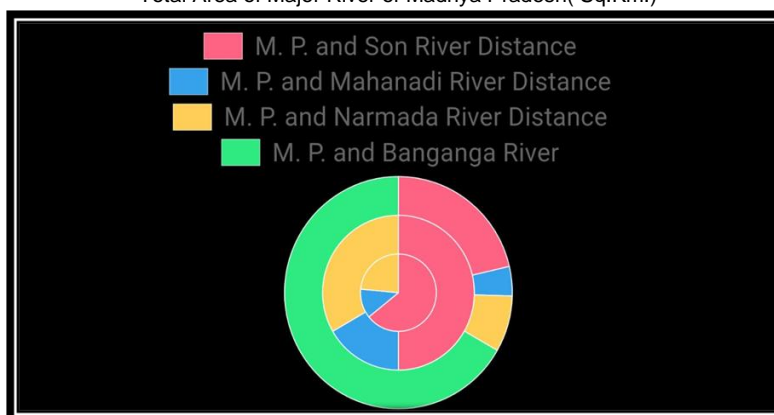 Total Area of Major River of Madhya Pradesh( Sq.Km.)
M. P. and Son River Distance
M. P. and Mahanadi River Distance
M. P. and Narmada River Distance
M. P. and Banganga River